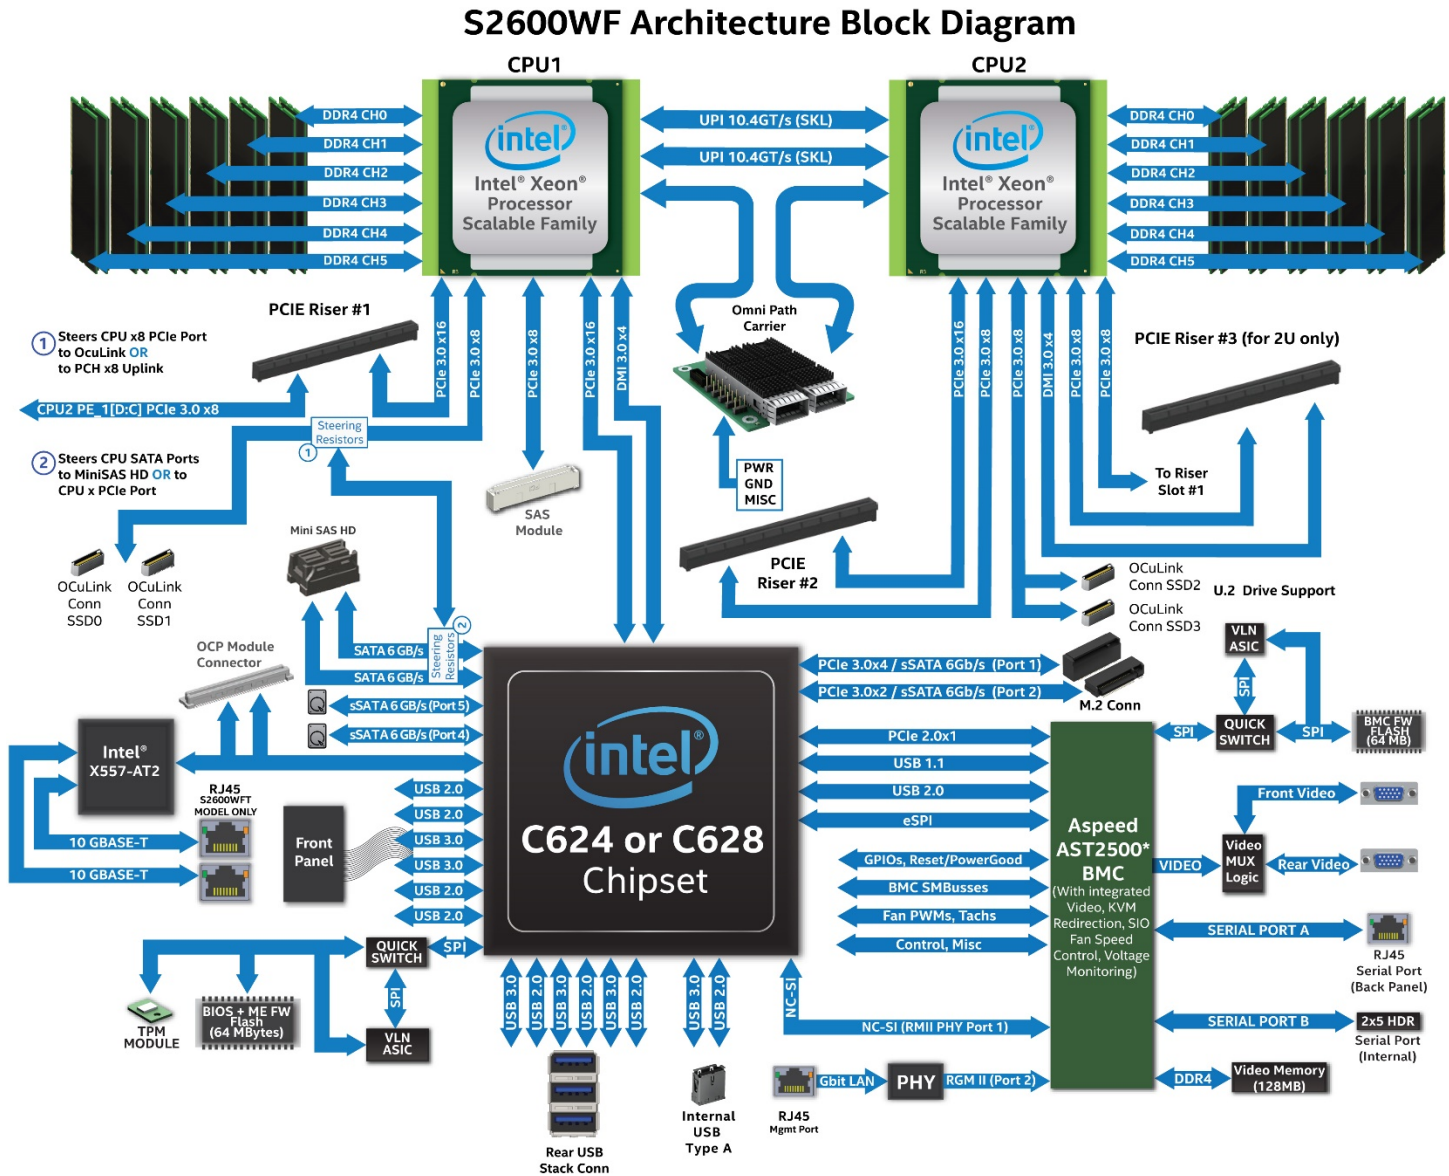 S2600WF Architecture Block Diagram
CPU1
CPU2
intel®
Intel® Xeon®
Processor
Scalable Family
intel®
Intel® Xeon®
Processor
Scalable Family
DDR4 CH0
DDR4 CH1
DDR4 CH2
DDR4 CH3
DDR4 CH4
DDR4 CH5
UPI 10.4GT/s (SKL)
UPI 10.4GT/s (SKL)
DDR4 CH0
DDR4 CH1
DDR4 CH2
DDR4 CH3
DDR4 CH4
DDR4 CH5
PCIE Riser #1
1
Steers CPU x8 PCIe Port
to OcuLink OR
to PCH x8 Uplink
CPU2 PE_1[D:C] PCIe 3.0 x8
2
Steers CPU SATA Ports
to MiniSAS HD OR to
CPU x PCIe Port
PCIe 3.0 x16
PCIe 3.0 x8
PCIe 3.0 x8
PCIe 3.0 x16
DMI 3.0 x4
Steering
Resistors
1
Omni Path
Carrier
PWR
GND
MISC
PCIe 3.0 x16
PCIe 3.0 x8
PCIe 3.0 x8
DMI 3.0 x4
PCIe 3.0 x8
PCIe 3.0 x8
PCIE Riser #3 (for 2U only)
To Riser
Slot #1
SAS
Module
PCIE
Riser #2
Mini SAS HD
OCuLink
Conn
SSD0
OCuLink
Conn
SSD1
OCuLink
Conn SSD2
OCuLink
Conn SSD3
U.2 Drive Support
OCP Module
Connector
SATA 6 GB/s
SATA 6 GB/s
Steering
Resistors
2
sSATA 6 GB/s (Port 5)
sSATA 6 GB/s (Port 4)
PCIe 3.0x4 / sSATA 6Gb/s (Port 1)
PCIe 3.0x2 / sSATA 6Gb/s (Port 2)
M.2 Conn
VLN
ASIC
SPI
SPI
QUICK
SWITCH
SPI
BMC FW
FLASH
(64 MB)
Intel®
X557-AT2
RJ45
S2600WFT
MODEL ONLY
10 GBASE-T
10 GBASE-T
Front
Panel
USB 2.0
USB 2.0
USB 3.0
USB 3.0
USB 2.0
USB 2.0
intel®
C624 or C628
Chipset
PCIe 2.0x1
USB 1.1
USB 2.0
eSPI
GPIOs, Reset/PowerGood
BMC SMBusses
Fan PWMs, Tachs
Control, Misc
Aspeed
AST2500*
BMC
(With integrated
Video, KVM
Redirection, SIO
Fan Speed
Control, Voltage
Monitoring)
VIDEO
Video
MUX
Logic
Front Video
Rear Video
SERIAL PORT A
RJ45
Serial Port
(Back Panel)
SERIAL PORT B
2x5 HDR
Serial Port
(Internal)
DDR4
Video Memory
(128MB)
QUICK
SWITCH
SPI
SPI
VLN
ASIC
TPM
MODULE
BIOS + ME FW
Flash
(64 MBytes)
USB 3.0
USB 2.0
USB 3.0
USB 2.0
USB 3.0
USB 2.0
Rear USB
Stack Conn
USB 3.0
USB 2.0
Internal
USB
Type A
NC-SI
NC-SI (RMII PHY Port 1)
RJ45
Mgmt Port
Gbit LAN
PHY
RGM II (Port 2)